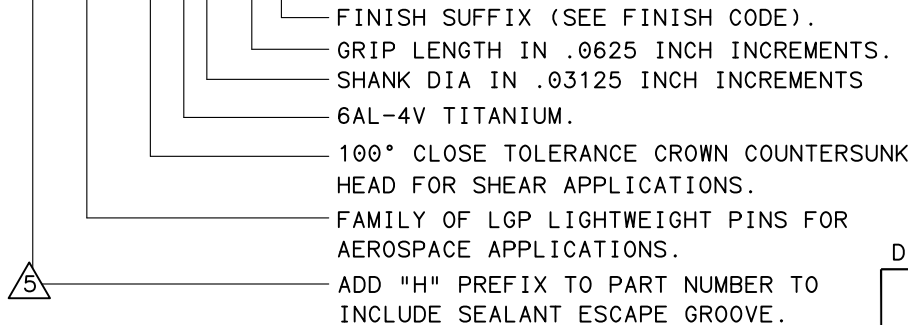 FINISH SUFFIX (SEE FINISH CODE).
GRIP LENGTH IN .0625 INCH INCREMENTS.
SHANK DIA IN .03125 INCH INCREMENTS
6AL-4V TITANIUM.
100° CLOSE TOLERANCE CROWN COUNTERSUNK
HEAD FOR SHEAR APPLICATIONS.
FAMILY OF LGP LIGHTWEIGHT PINS FOR
AEROSPACE APPLICATIONS.
D
5
ADD "H" PREFIX TO PART NUMBER TO
INCLUDE SEALANT ESCAPE GROOVE.